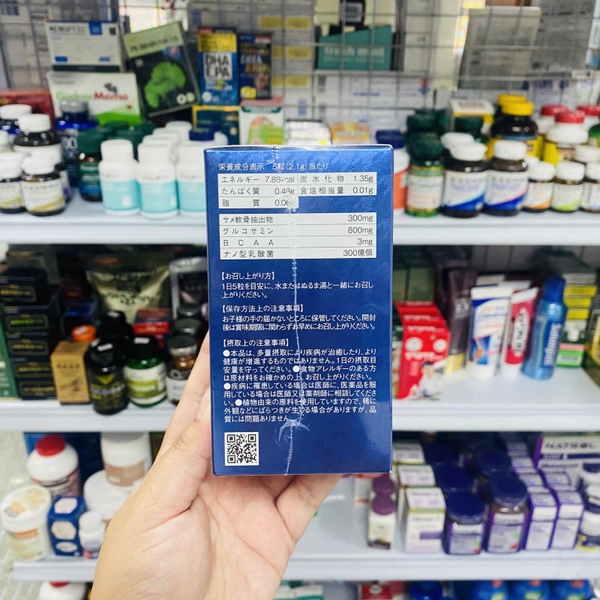 MENOPTEC
DHA
EPA
GinkgoMemo
fresh mint
栄養成分表示 5粒(2.1g)当たり
エネルギー 7.88kcal 炭水化物 1.35g
たんぱく質 0.48g 食塩相当量 0.01g
脂質 0.06g
サメ軟骨抽出物 300mg
グルコサミン 800mg
BCAA 3mg
ナノ型乳酸菌 300億個
【お召し上がり方】
1日5粒を目安に、水またはぬるま湯と一緒にお召し上がり
ください。
【保存方法上の注意事項】
お子様の手の届かないところに保管してください。開封
後は賞味期限に関わらずお早めにお召し上がりください。
【摂取上の注意事項】
●本品は、多量摂取により疾病が治癒したり、より
健康が増進するものではありません。1日の摂取目
安量を守ってください。●食物アレルギーのある方
は原材料をお確かめの上、お召し上がりください。
●疾病に罹患している場合は医師に、医薬品を服
用している場合は医師又は薬剤師に相談してくださ
い。●植物由来の原料を使用していますので、稀に
外観などにばらつきが生じる場合がありますが、品
質には問題ありません。